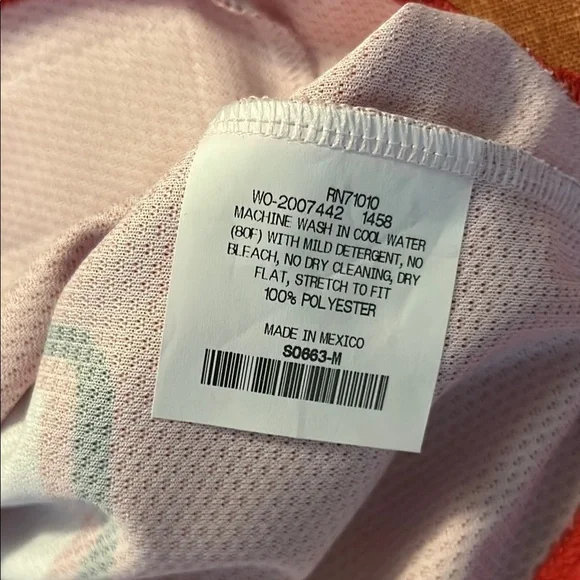 RN71010
WO-2007442 1458
MACHINE WASH IN COOL WATER
(80F) WITH MILD DETERGENT, NO
BLEACH, NO DRY CLEANING, DRY
FLAT, STRETCH TO FIT
100% POLYESTER
MADE IN MEXICO
S0663-M